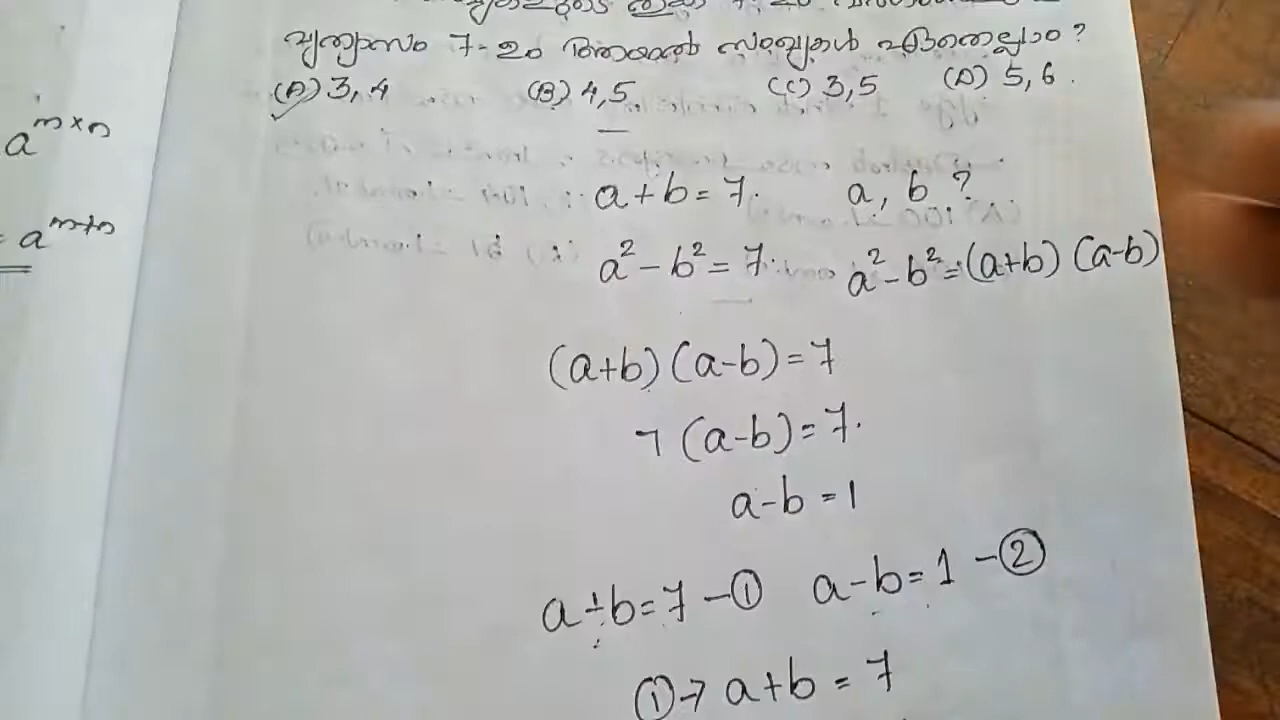 വ്യത്യാസം 7-ഉം ആയാൽ സംഖ്യകൾ ഏതെല്ലാം?
(A) 3,4 (B) 4,5 (C) 3,5 (D) 5,6.
a^{m×n}
= a^{m+n}
a+b=7. a, b ?
a²-b²=7. a²-b²=(a+b)(a-b)
(a+b)(a-b)=7
7(a-b)=7.
a-b=1
a+b=7 -① a-b=1 -②
①→ a+b = 7